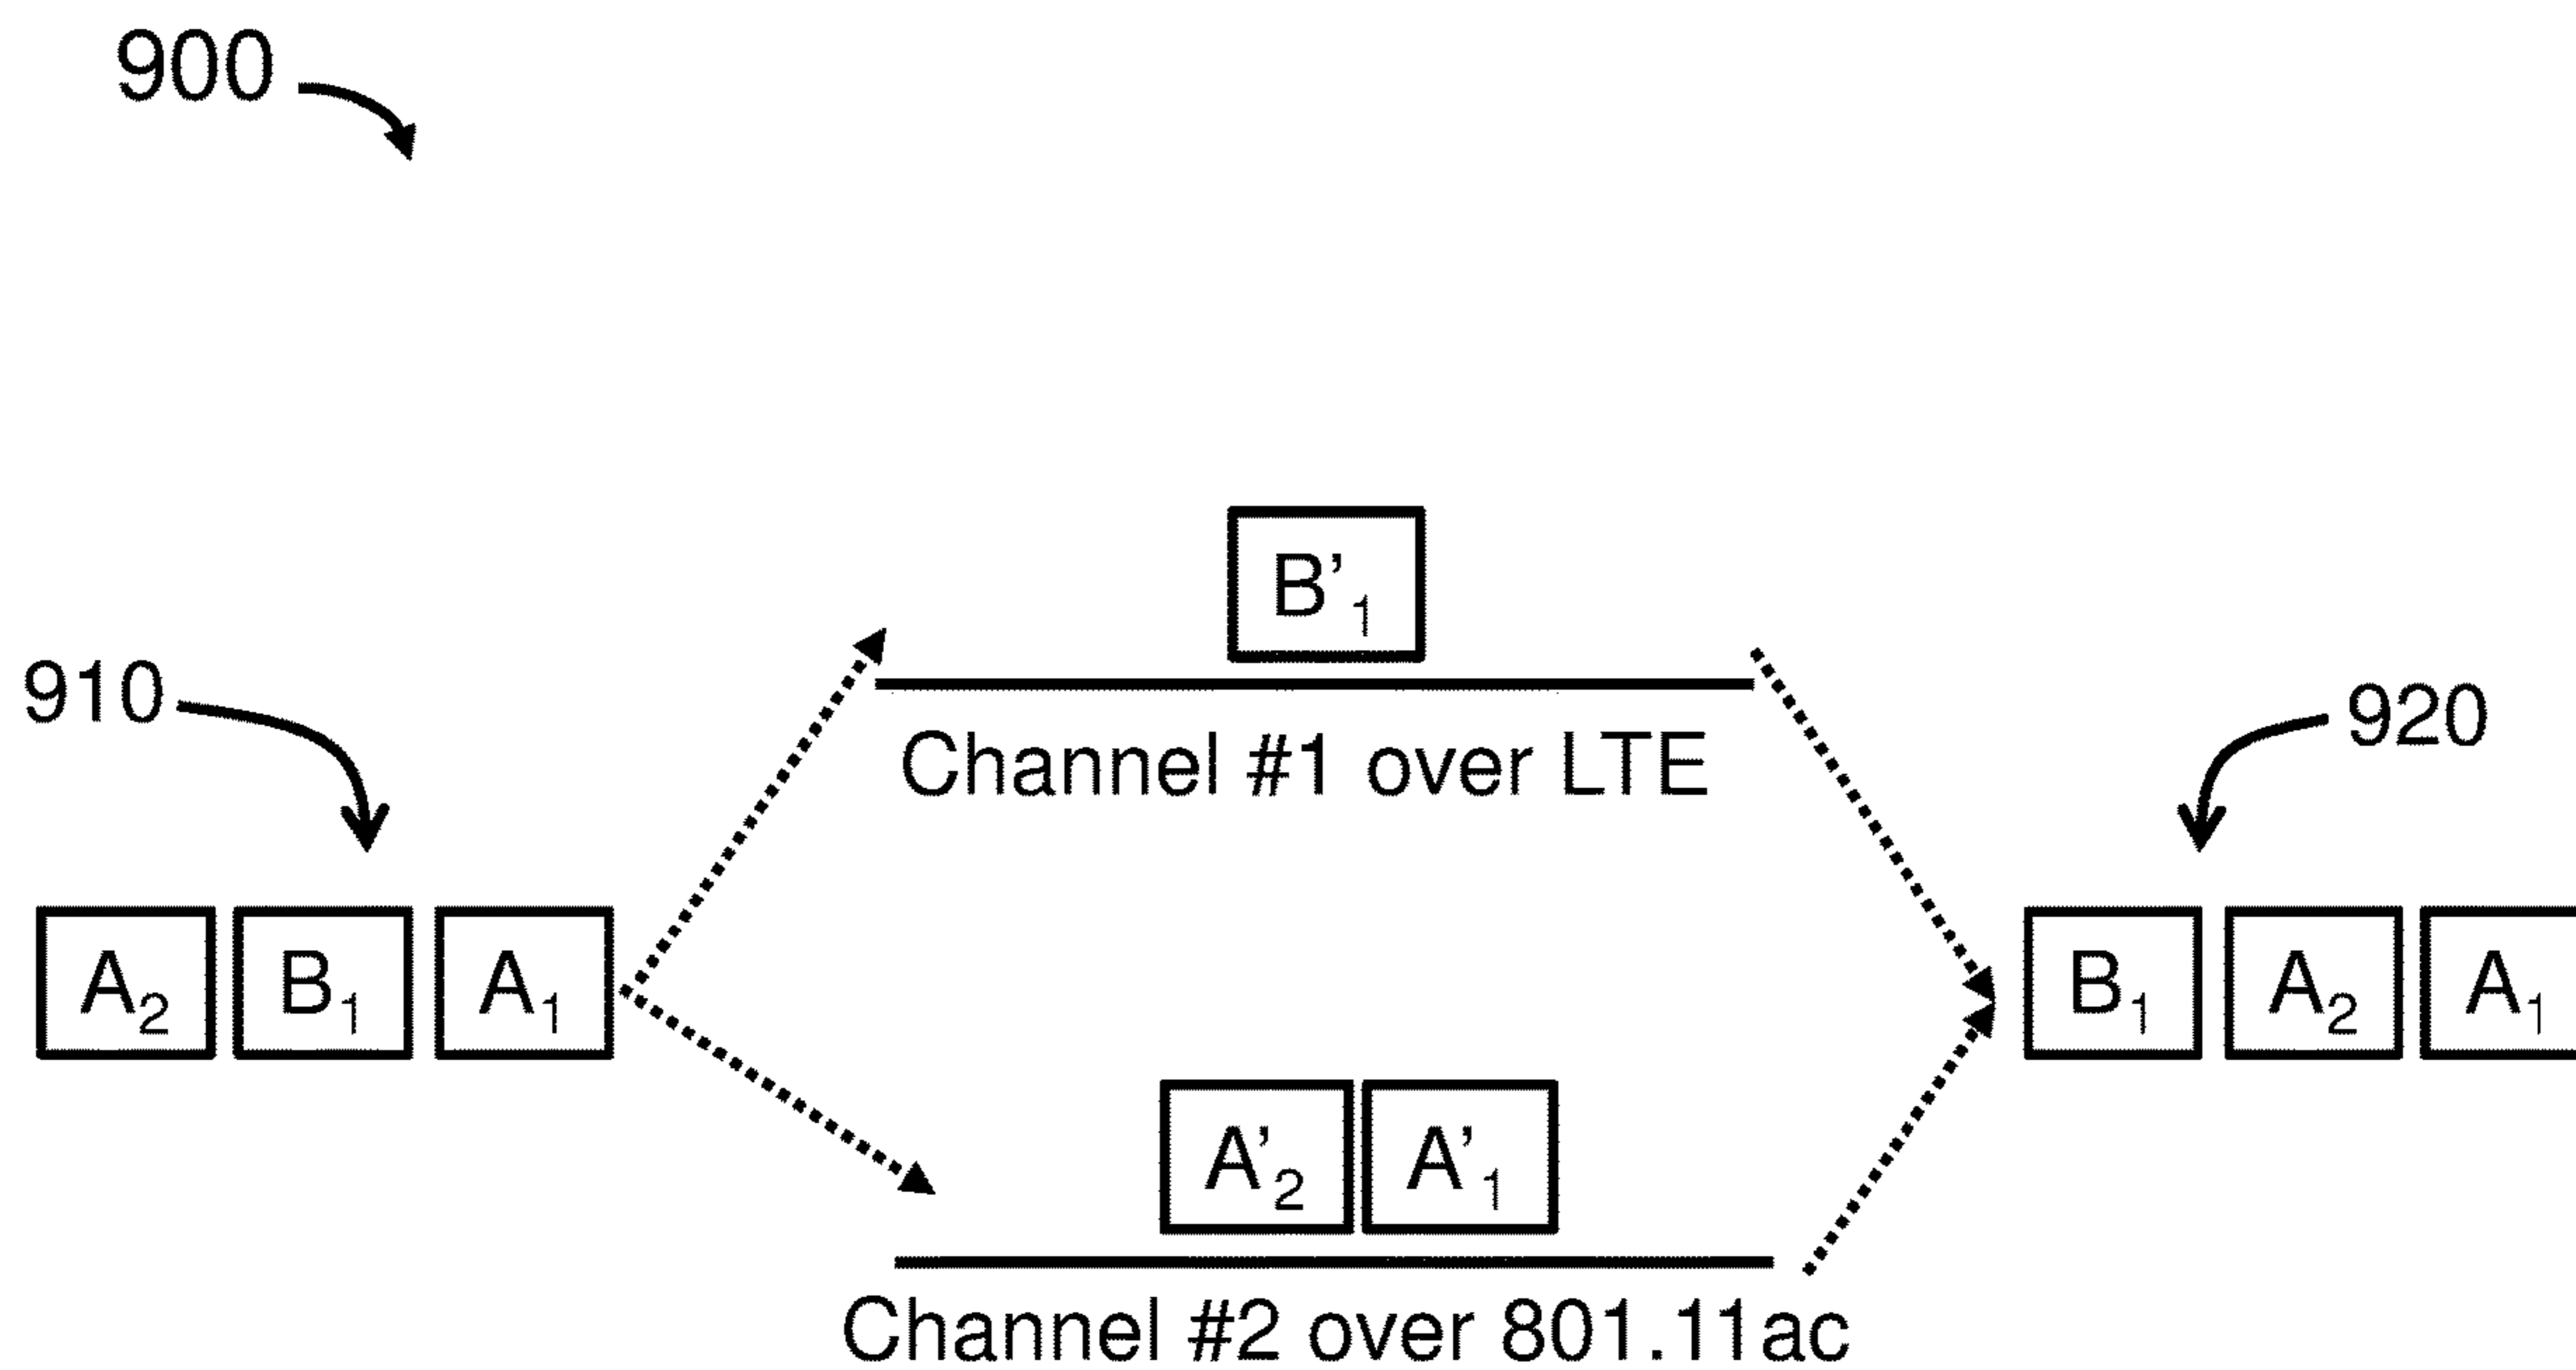 900
B'₁
910
Channel #1 over LTE
920
A₂ B₁ A₁
B₁ A₂ A₁
A'₂ A'₁
Channel #2 over 801.11ac